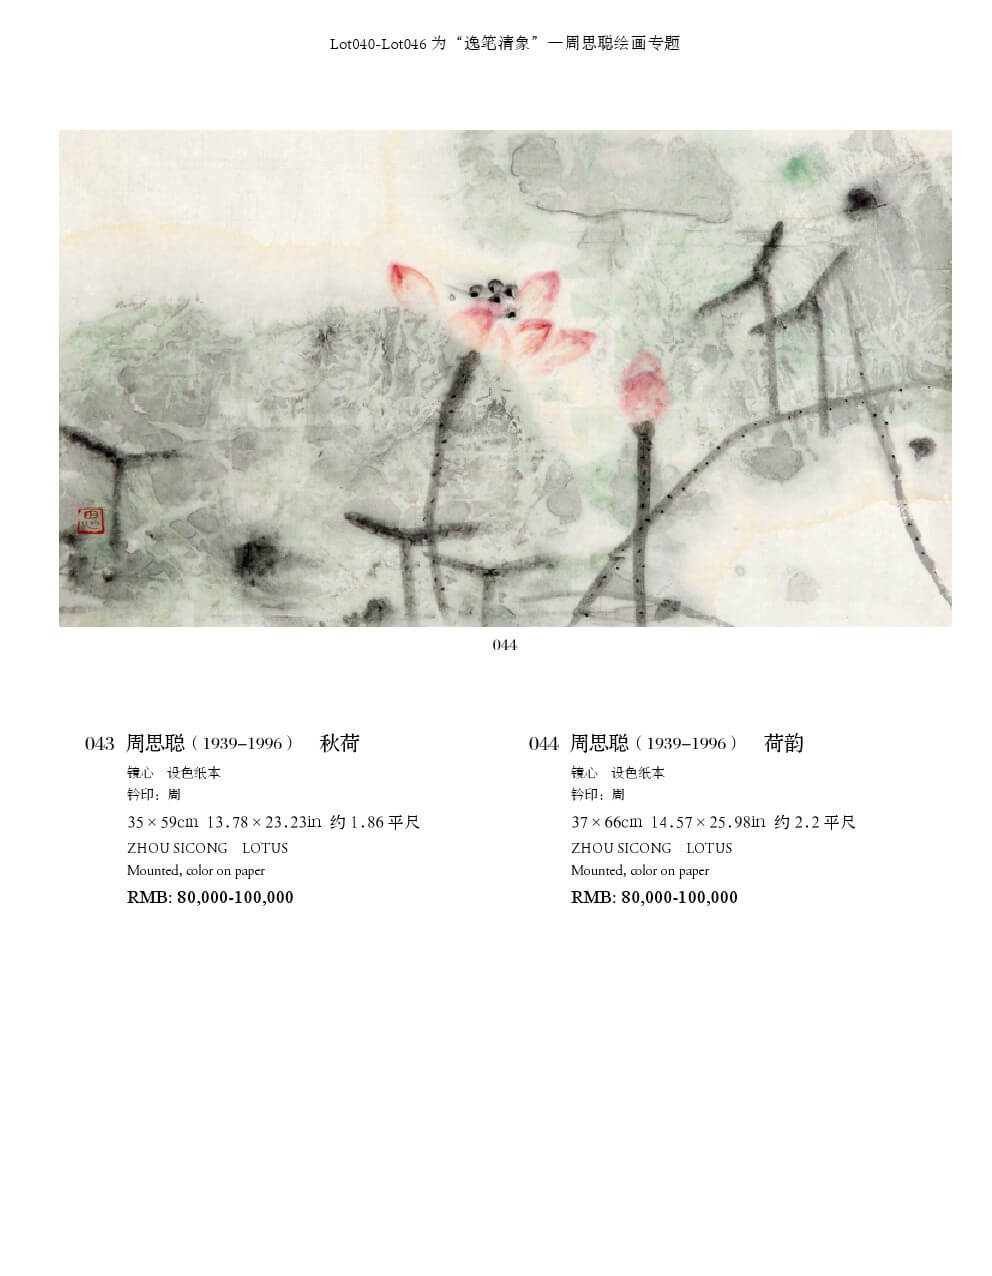 Lot040-Lot046 为“逸笔清象”—周思聪绘画专题
044
043 周思聪（1939–1996） 秋荷
镜心 设色纸本
钤印：周
35 × 59cm 13.78 × 23.23in 约 1.86 平尺
ZHOU SICONG LOTUS
Mounted, color on paper
RMB: 80,000-100,000
044 周思聪（1939–1996） 荷韵
镜心 设色纸本
钤印：周
37 × 66cm 14.57 × 25.98in 约 2.2 平尺
ZHOU SICONG LOTUS
Mounted, color on paper
RMB: 80,000-100,000